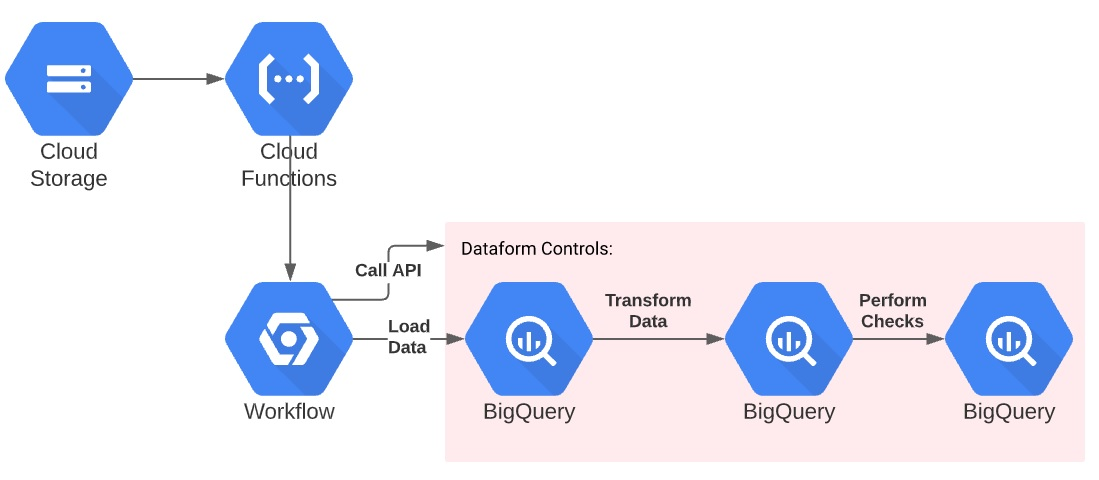 Cloud
Storage
Cloud
Functions
Call API
Dataform Controls:
Load
Data
Transform
Data
Perform
Checks
Workflow
BigQuery
BigQuery
BigQuery